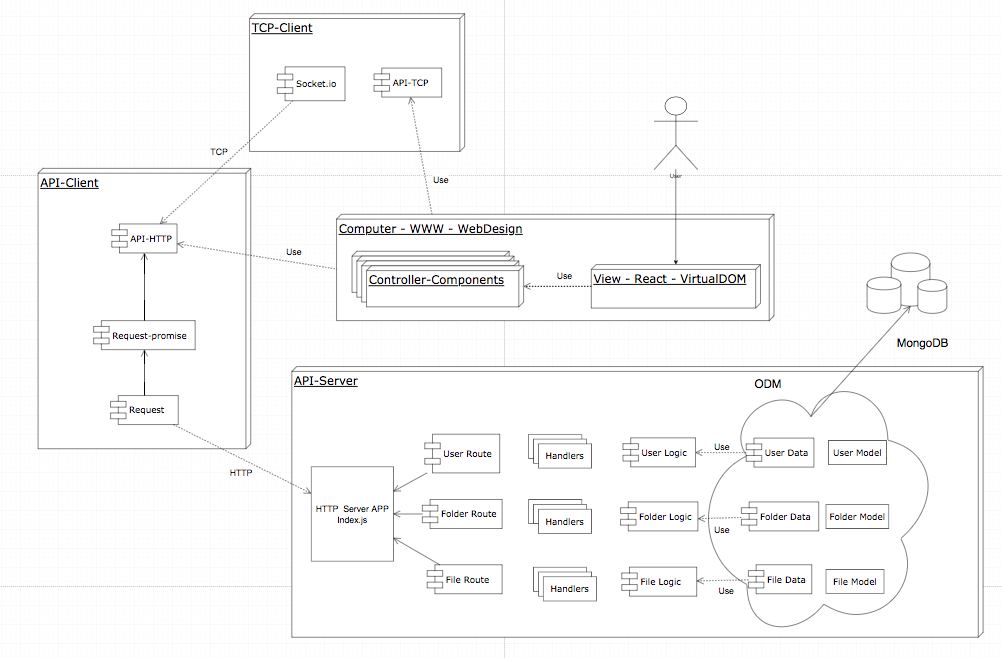 TCP-Client
Socket.io
API-TCP
TCP
Use
User
API-Client
API-HTTP
Use
Request-promise
Request
HTTP
Computer - WWW - WebDesign
Controller-Components
Use
View - React - VirtualDOM
MongoDB
API-Server
ODM
HTTP  Server APP
Index.js
User Route
Handlers
User Logic
Use
User Data
User Model
Folder Route
Handlers
Folder Logic
Use
Folder Data
Folder Model
File Route
Handlers
File Logic
Use
File Data
File Model